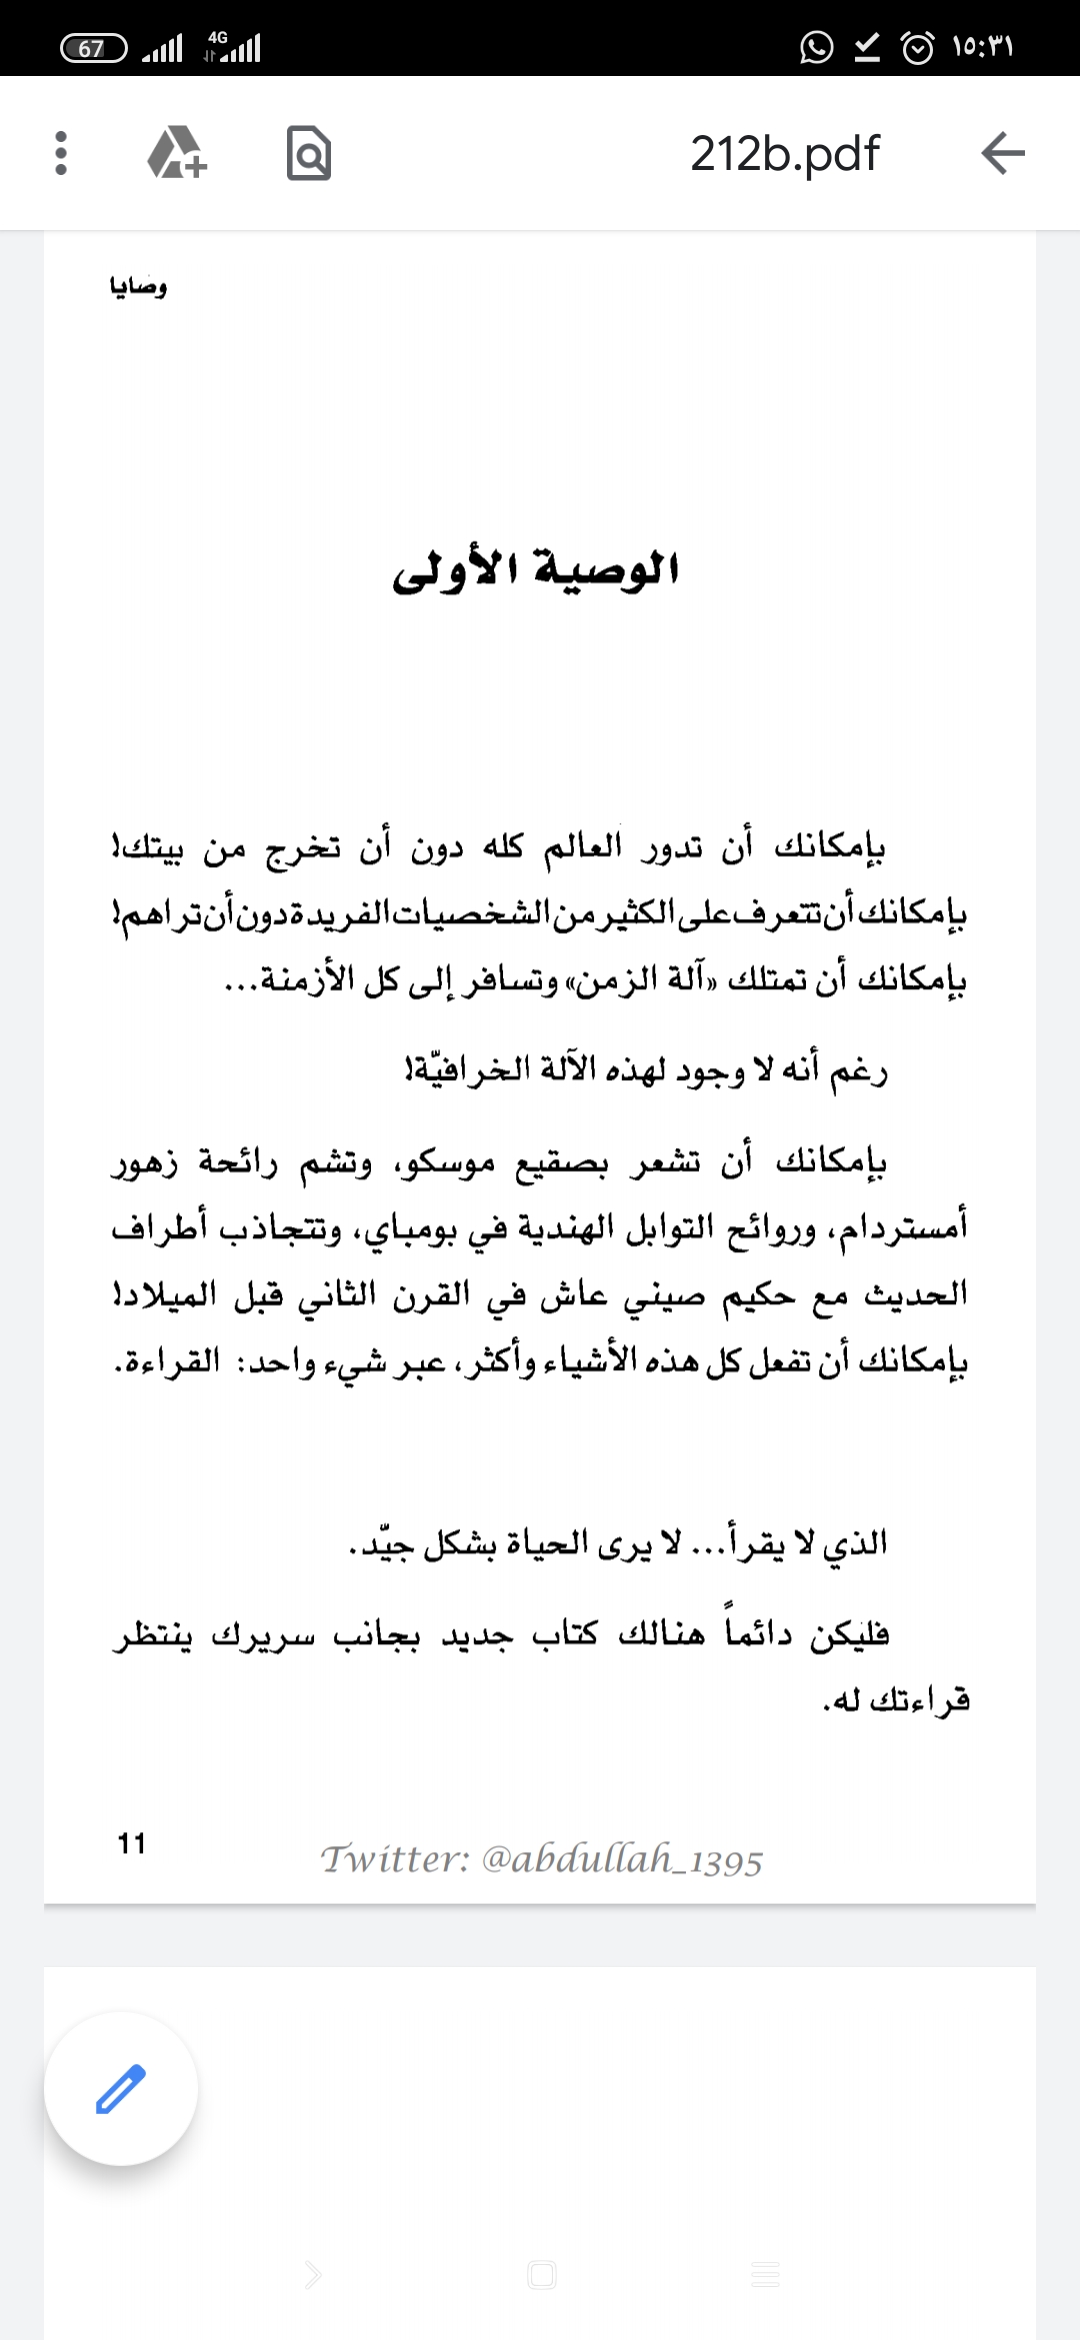 67 4G ١٥:٣١
212b.pdf
وصايا
الوصية الأولى
بإمكانك أن تدور العالم كله دون أن تخرج من بيتك!
بإمكانك أن تتعرف على الكثير من الشخصيات الفريدة دون أن تراهم!
بإمكانك أن تمتلك «آلة الزمن» وتسافر إلى كل الأزمنة...
رغم أنه لا وجود لهذه الآلة الخرافيّة!
بإمكانك أن تشعر بصقيع موسكو، وتشم رائحة زهور
أمستردام، وروائح التوابل الهندية في بومباي، وتتجاذب أطراف
الحديث مع حكيم صيني عاش في القرن الثاني قبل الميلاد!
بإمكانك أن تفعل كل هذه الأشياء وأكثر، عبر شيء واحد: القراءة.
الذي لا يقرأ... لا يرى الحياة بشكل جيّد.
فليكن دائماً هنالك كتاب جديد بجانب سريرك ينتظر
قراءتك له.
11
Twitter: @abdullah_1395